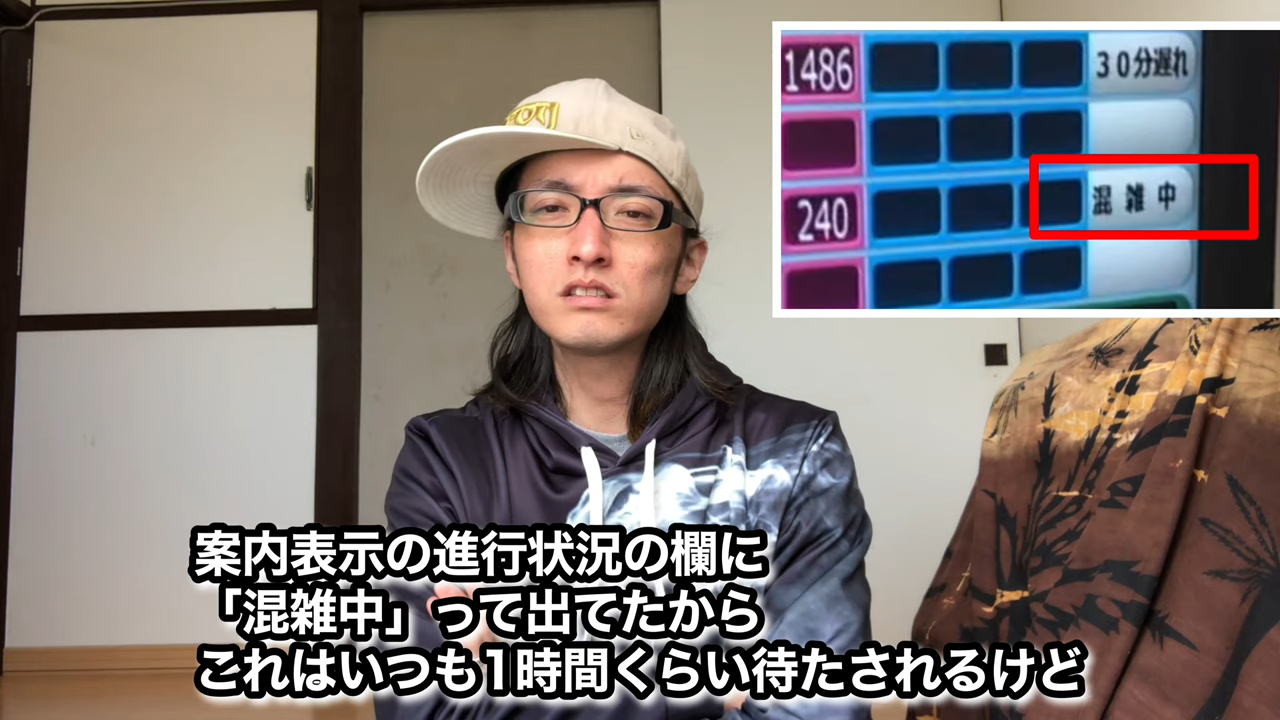 1486
30分遅れ
240
混雑中
案内表示の進行状況の欄に
「混雑中」って出てたから
これはいつも1時間くらい待たされるけど